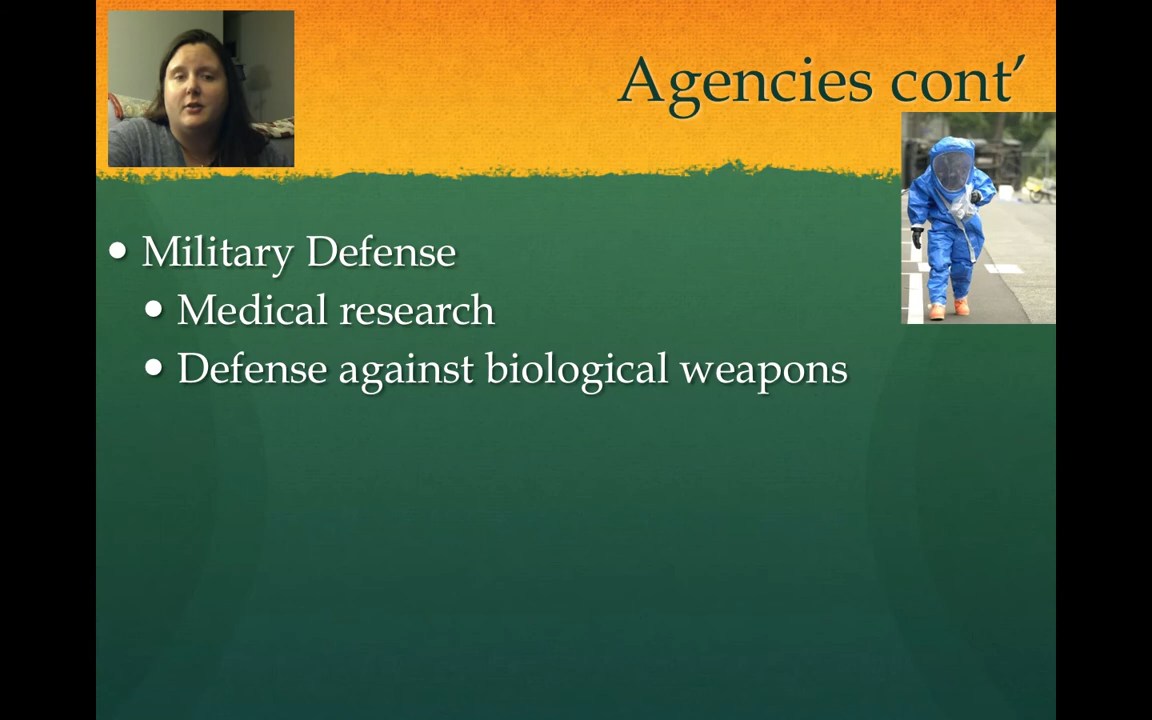 Agencies cont’
Military Defense
Medical research
Defense against biological weapons